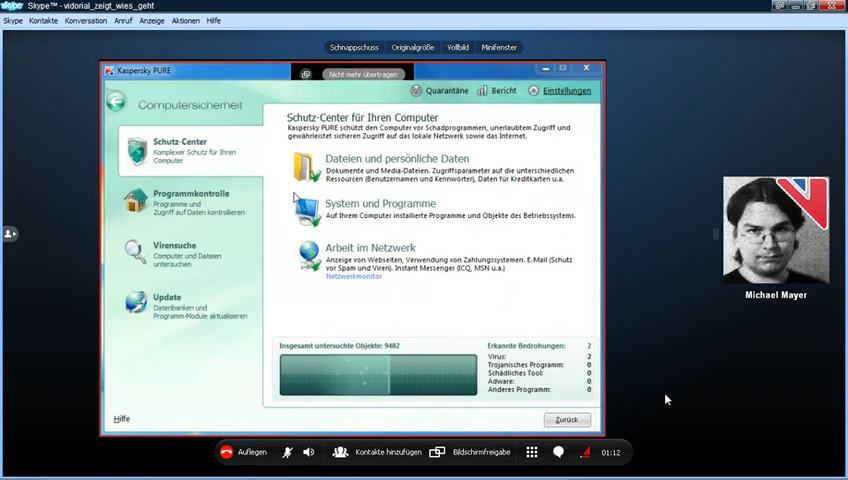 Skype™ - vidorial_zeigt_wies_geht
Skype Kontakte Konversation Anruf Anzeige Aktionen Hilfe
Schnappschuss Originalgröße Vollbild Minifenster
Kaspersky PURE
Nicht mehr übertragen
Quarantäne Bericht Einstellungen
Computersicherheit
Schutz-Center
Komplexer Schutz für Ihren
Computer
Programmkontrolle
Programme und
Zugriff auf Daten kontrollieren
Virensuche
Computer und Dateien
untersuchen
Update
Datenbanken und
Programm-Module aktualisieren
Schutz-Center für Ihren Computer
Kaspersky PURE schützt den Computer vor Schadprogrammen, unerlaubtem Zugriff und
gewährleistet sicheren Zugriff auf das lokale Netzwerk sowie das Internet.
Dateien und persönliche Daten
Dokumente und Media-Dateien. Zugriffsparameter auf die unterschiedlichen
Ressourcen (Benutzernamen und Kennwörter), Daten für Kreditkarten u.a.
System und Programme
Auf Ihrem Computer installierte Programme und Objekte des Betriebssystems.
Arbeit im Netzwerk
Anzeige von Webseiten, Verwendung von Zahlungssystemen. E-Mail (Schutz
vor Spam und Viren). Instant Messenger (ICQ, MSN u.a.)
Netzwerkmonitor
Insgesamt untersuchte Objekte: 9482
Erkannte Bedrohungen: 2
Virus: 2
Trojanisches Programm: 0
Schädliches Tool: 0
Adware: 0
Anderes Programm: 0
Hilfe
Zurück
Michael Mayer
Auflegen Kontakte hinzufügen Bildschirmfreigabe 01:12